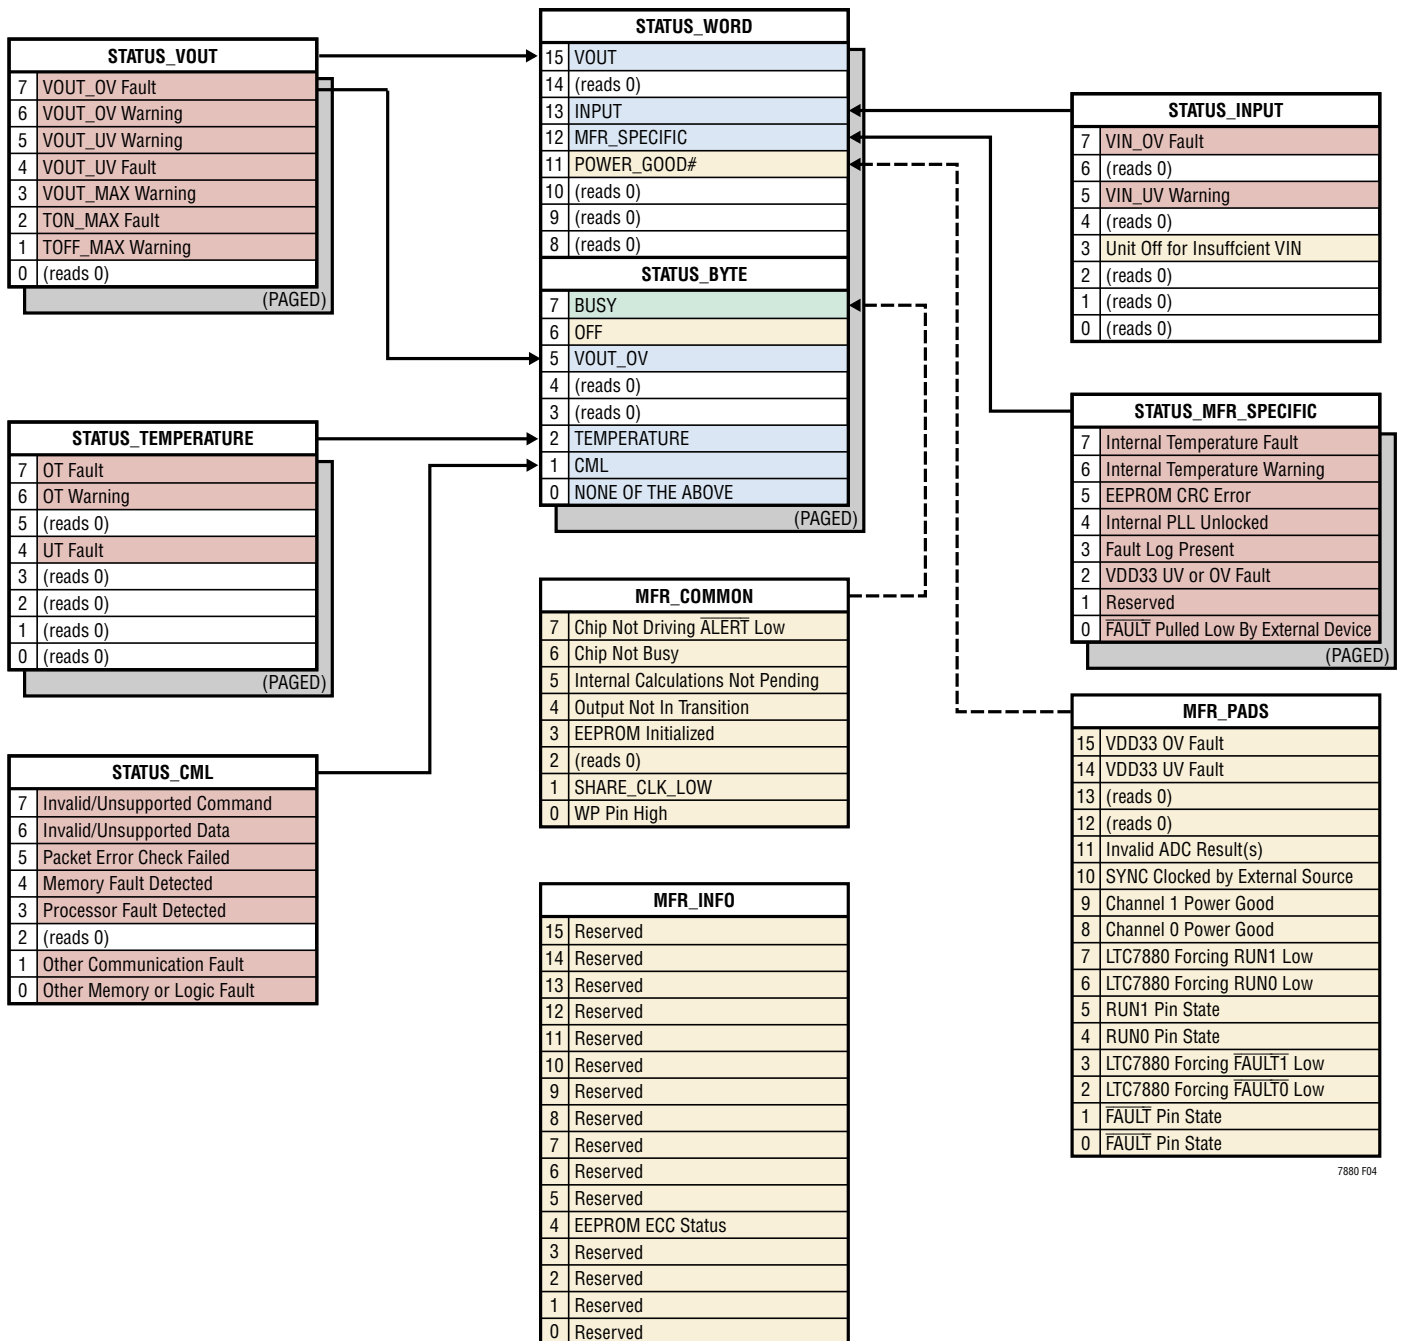 STATUS_VOUT
7 VOUT_OV Fault
6 VOUT_OV Warning
5 VOUT_UV Warning
4 VOUT_UV Fault
3 VOUT_MAX Warning
2 TON_MAX Fault
1 TOFF_MAX Warning
0 (reads 0)
(PAGED)
STATUS_TEMPERATURE
7 OT Fault
6 OT Warning
5 (reads 0)
4 UT Fault
3 (reads 0)
2 (reads 0)
1 (reads 0)
0 (reads 0)
(PAGED)
STATUS_CML
7 Invalid/Unsupported Command
6 Invalid/Unsupported Data
5 Packet Error Check Failed
4 Memory Fault Detected
3 Processor Fault Detected
2 (reads 0)
1 Other Communication Fault
0 Other Memory or Logic Fault
STATUS_WORD
15 VOUT
14 (reads 0)
13 INPUT
12 MFR_SPECIFIC
11 POWER_GOOD#
10 (reads 0)
9 (reads 0)
8 (reads 0)
STATUS_BYTE
7 BUSY
6 OFF
5 VOUT_OV
4 (reads 0)
3 (reads 0)
2 TEMPERATURE
1 CML
0 NONE OF THE ABOVE
(PAGED)
MFR_COMMON
7 Chip Not Driving ALERT Low
6 Chip Not Busy
5 Internal Calculations Not Pending
4 Output Not In Transition
3 EEPROM Initialized
2 (reads 0)
1 SHARE_CLK_LOW
0 WP Pin High
MFR_INFO
15 Reserved
14 Reserved
13 Reserved
12 Reserved
11 Reserved
10 Reserved
9 Reserved
8 Reserved
7 Reserved
6 Reserved
5 Reserved
4 EEPROM ECC Status
3 Reserved
2 Reserved
1 Reserved
0 Reserved
STATUS_INPUT
7 VIN_OV Fault
6 (reads 0)
5 VIN_UV Warning
4 (reads 0)
3 Unit Off for Insuffcient VIN
2 (reads 0)
1 (reads 0)
0 (reads 0)
STATUS_MFR_SPECIFIC
7 Internal Temperature Fault
6 Internal Temperature Warning
5 EEPROM CRC Error
4 Internal PLL Unlocked
3 Fault Log Present
2 VDD33 UV or OV Fault
1 Reserved
0 FAULT Pulled Low By External Device
(PAGED)
MFR_PADS
15 VDD33 OV Fault
14 VDD33 UV Fault
13 (reads 0)
12 (reads 0)
11 Invalid ADC Result(s)
10 SYNC Clocked by External Source
9 Channel 1 Power Good
8 Channel 0 Power Good
7 LTC7880 Forcing RUN1 Low
6 LTC7880 Forcing RUN0 Low
5 RUN1 Pin State
4 RUN0 Pin State
3 LTC7880 Forcing FAULT1 Low
2 LTC7880 Forcing FAULT0 Low
1 FAULT Pin State
0 FAULT Pin State
7880 F04